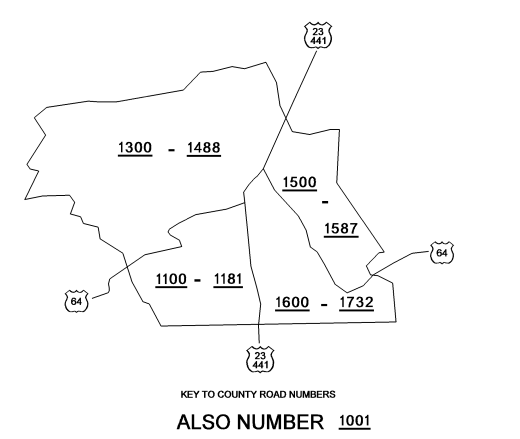 23
441
1300 - 1488
1500
-
1587
64
1100 - 1181
64
1600 - 1732
23
441
KEY TO COUNTY ROAD NUMBERS
ALSO NUMBER 1001